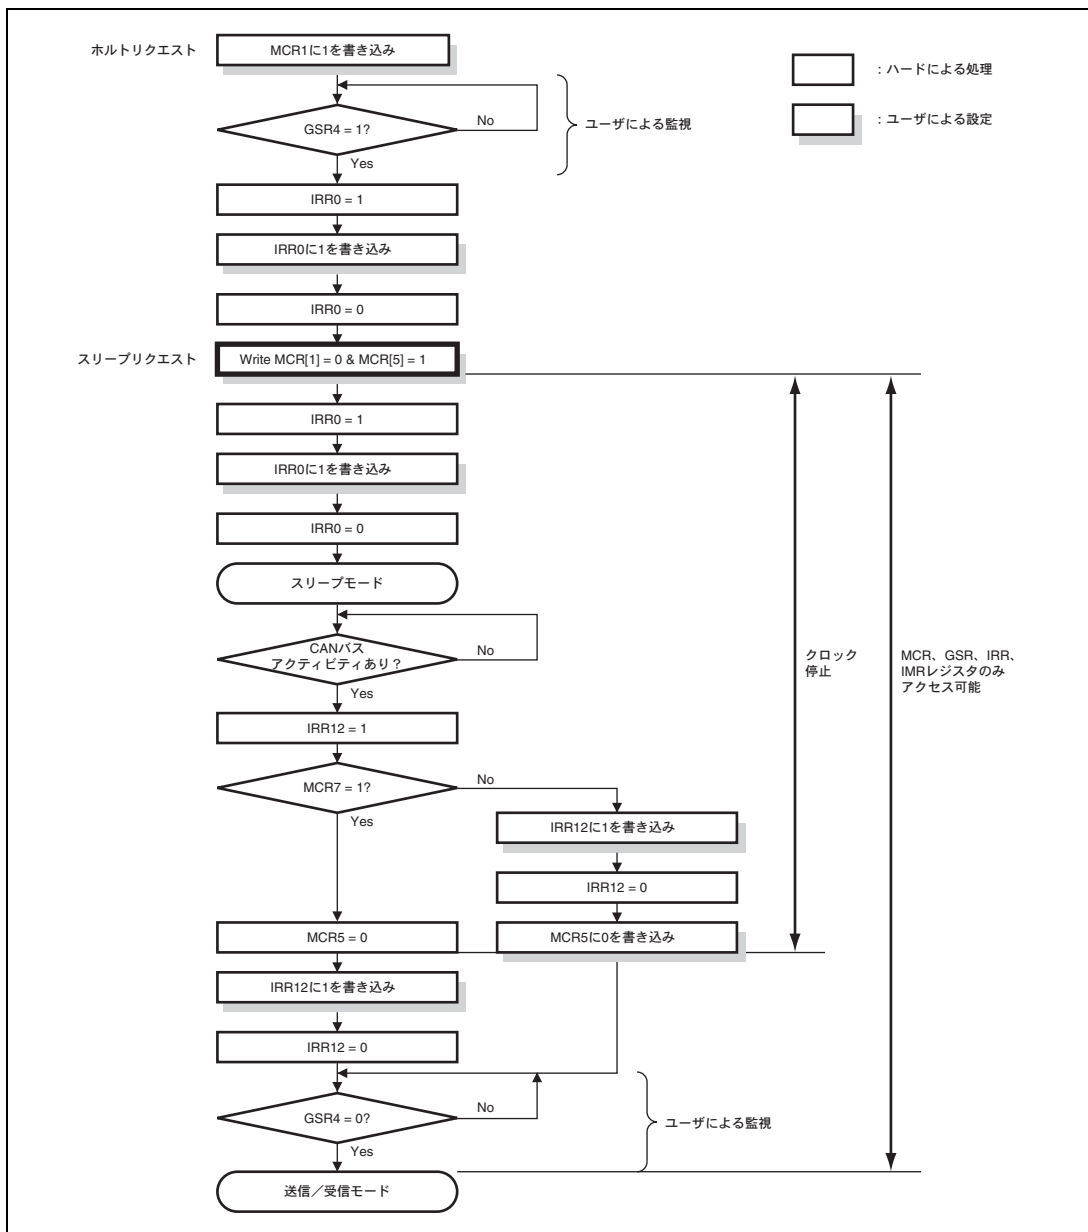 ホルトリクエスト
MCR1に1を書き込み
：ハードによる処理
：ユーザによる設定
GSR4 = 1?
No
ユーザによる監視
Yes
IRR0 = 1
IRR0に1を書き込み
IRR0 = 0
スリープリクエスト
Write MCR[1] = 0 & MCR[5] = 1
IRR0 = 1
IRR0に1を書き込み
IRR0 = 0
スリープモード
CANバス
アクティビティあり？
No
Yes
クロック
停止
MCR、GSR、IRR、
IMRレジスタのみ
アクセス可能
IRR12 = 1
MCR7 = 1?
No
Yes
IRR12に1を書き込み
IRR12 = 0
MCR5 = 0
MCR5に0を書き込み
IRR12に1を書き込み
IRR12 = 0
GSR4 = 0?
No
ユーザによる監視
Yes
送信／受信モード